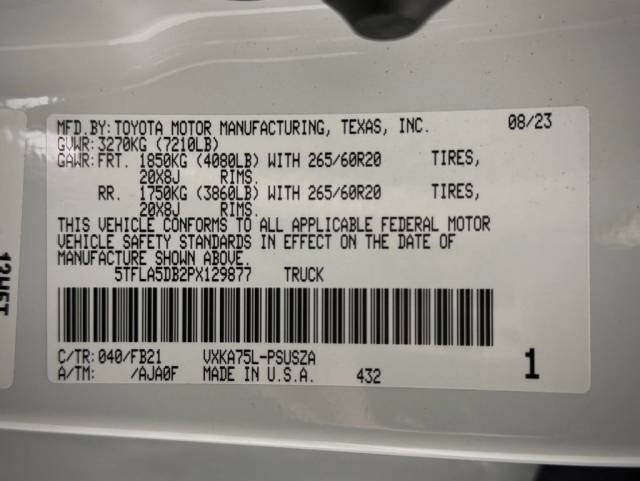 MFD.BY: TOYOTA MOTOR MANUFACTURING, TEXAS, INC. 08/23
GVWR: 3270KG (7210LB)
GAWR: FRT. 1850KG (4080LB) WITH 265/60R20 TIRES,
20X8J RIMS.
RR. 1750KG (3860LB) WITH 265/60R20 TIRES,
20X8J RIMS.
THIS VEHICLE CONFORMS TO ALL APPLICABLE FEDERAL MOTOR
VEHICLE SAFETY STANDARDS IN EFFECT ON THE DATE OF
MANUFACTURE SHOWN ABOVE.
5TFLA5DB2PX129877 TRUCK
C/TR: 040/FB21 VXKA75L-PSUSZA
A/TM: /AJA0F MADE IN U.S.A. 432 1